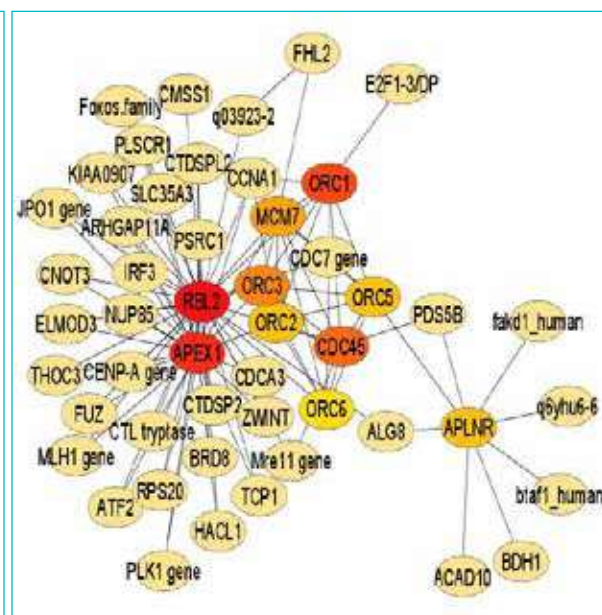 FHL2
E2F1-3/DP
CMSS1
Foxos.family
q03923-2
PLSCR1
CTDSPL2
KIAA0907
CCNA1
ORC1
SLC35A3
JPO1 gene
MCM7
ARHGAP11A
PSRC1
CDC7 gene
IRF3
CNOT3
ORC3
ORC5
RBL2
NUP85
PDS5B
fakd1_human
ELMOD3
ORC2
APEX1
CDC45
THOC3
CENP-A gene
CDCA3
CTDSP2
ORC6
q6yhu6-6
FUZ
ZWINT
CTL tryptase
ALG8
APLNR
MLH1 gene
BRD8
Mre11 gene
RPS20
ATF2
TCP1
btaf1_human
HACL1
BDH1
PLK1 gene
ACAD10